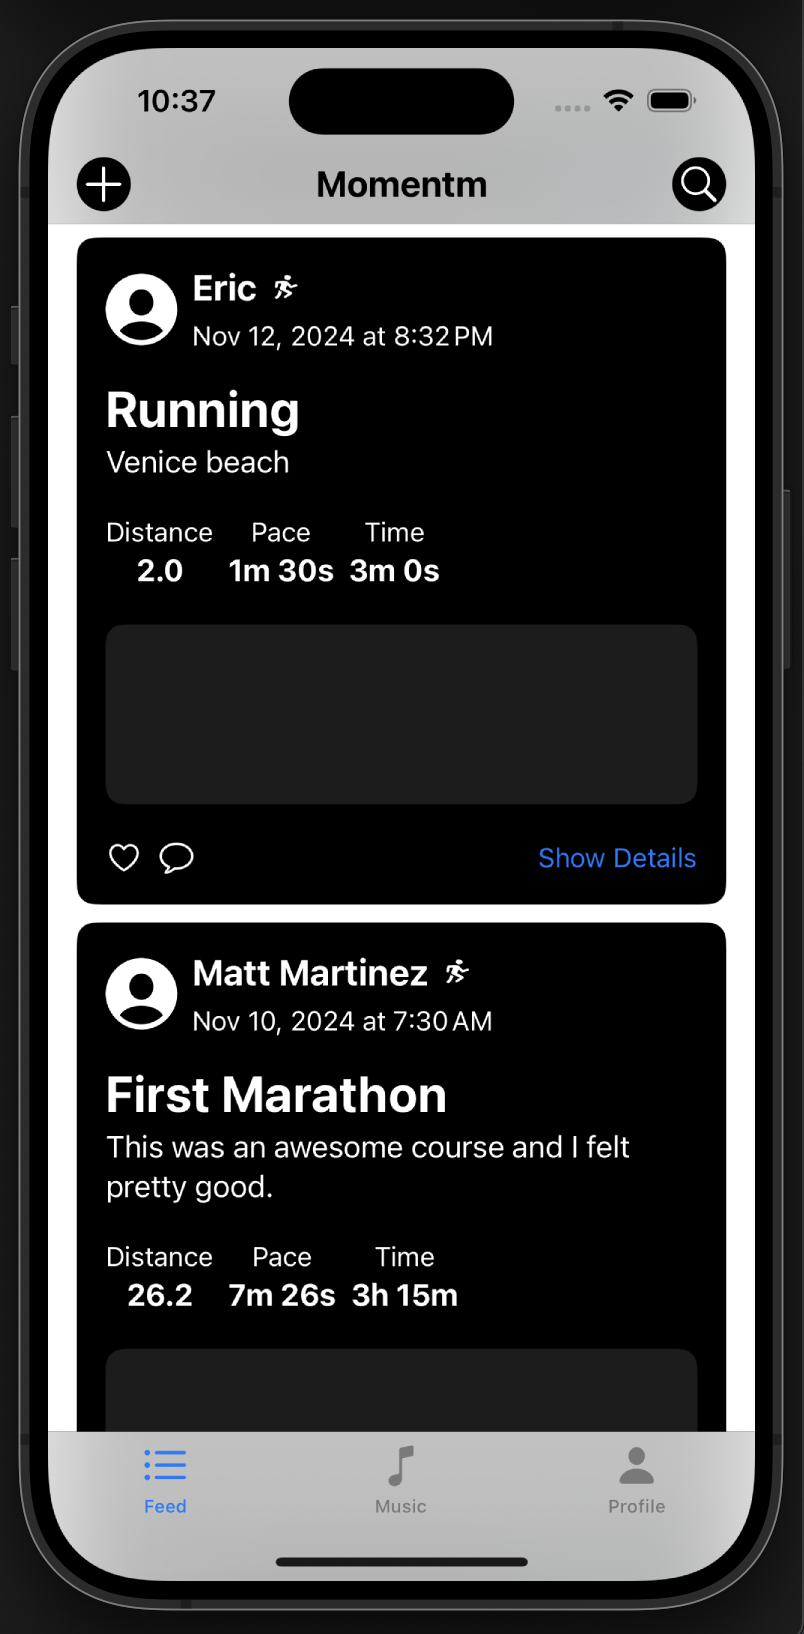 10:37
Momentm
Eric
Nov 12, 2024 at 8:32 PM
Running
Venice beach
Distance Pace Time
2.0 1m 30s 3m 0s
Show Details
Matt Martinez
Nov 10, 2024 at 7:30 AM
First Marathon
This was an awesome course and I felt
pretty good.
Distance Pace Time
26.2 7m 26s 3h 15m
Feed Music Profile